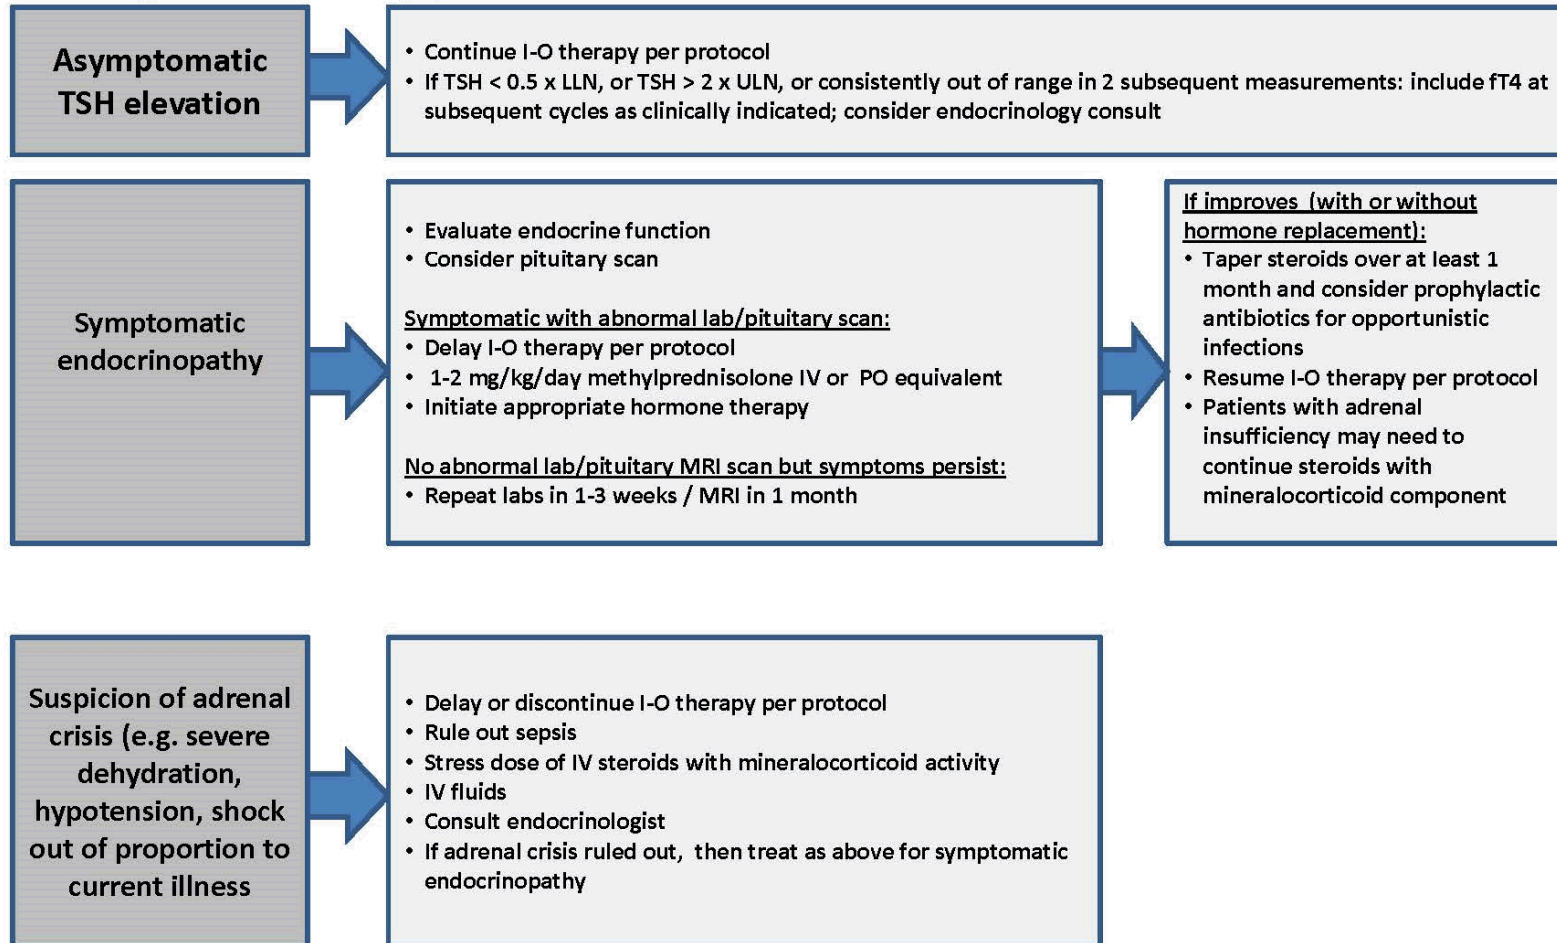 Asymptomatic
TSH elevation
• Continue I-O therapy per protocol
• If TSH < 0.5 x LLN, or TSH > 2 x ULN, or consistently out of range in 2 subsequent measurements: include fT4 at
subsequent cycles as clinically indicated; consider endocrinology consult
Symptomatic
endocrinopathy
• Evaluate endocrine function
• Consider pituitary scan
Symptomatic with abnormal lab/pituitary scan:
• Delay I-O therapy per protocol
• 1-2 mg/kg/day methylprednisolone IV or PO equivalent
• Initiate appropriate hormone therapy
No abnormal lab/pituitary MRI scan but symptoms persist:
• Repeat labs in 1-3 weeks / MRI in 1 month
If improves (with or without
hormone replacement):
• Taper steroids over at least 1
month and consider prophylactic
antibiotics for opportunistic
infections
• Resume I-O therapy per protocol
• Patients with adrenal
insufficiency may need to
continue steroids with
mineralocorticoid component
Suspicion of adrenal
crisis (e.g. severe
dehydration,
hypotension, shock
out of proportion to
current illness
• Delay or discontinue I-O therapy per protocol
• Rule out sepsis
• Stress dose of IV steroids with mineralocorticoid activity
• IV fluids
• Consult endocrinologist
• If adrenal crisis ruled out, then treat as above for symptomatic
endocrinopathy